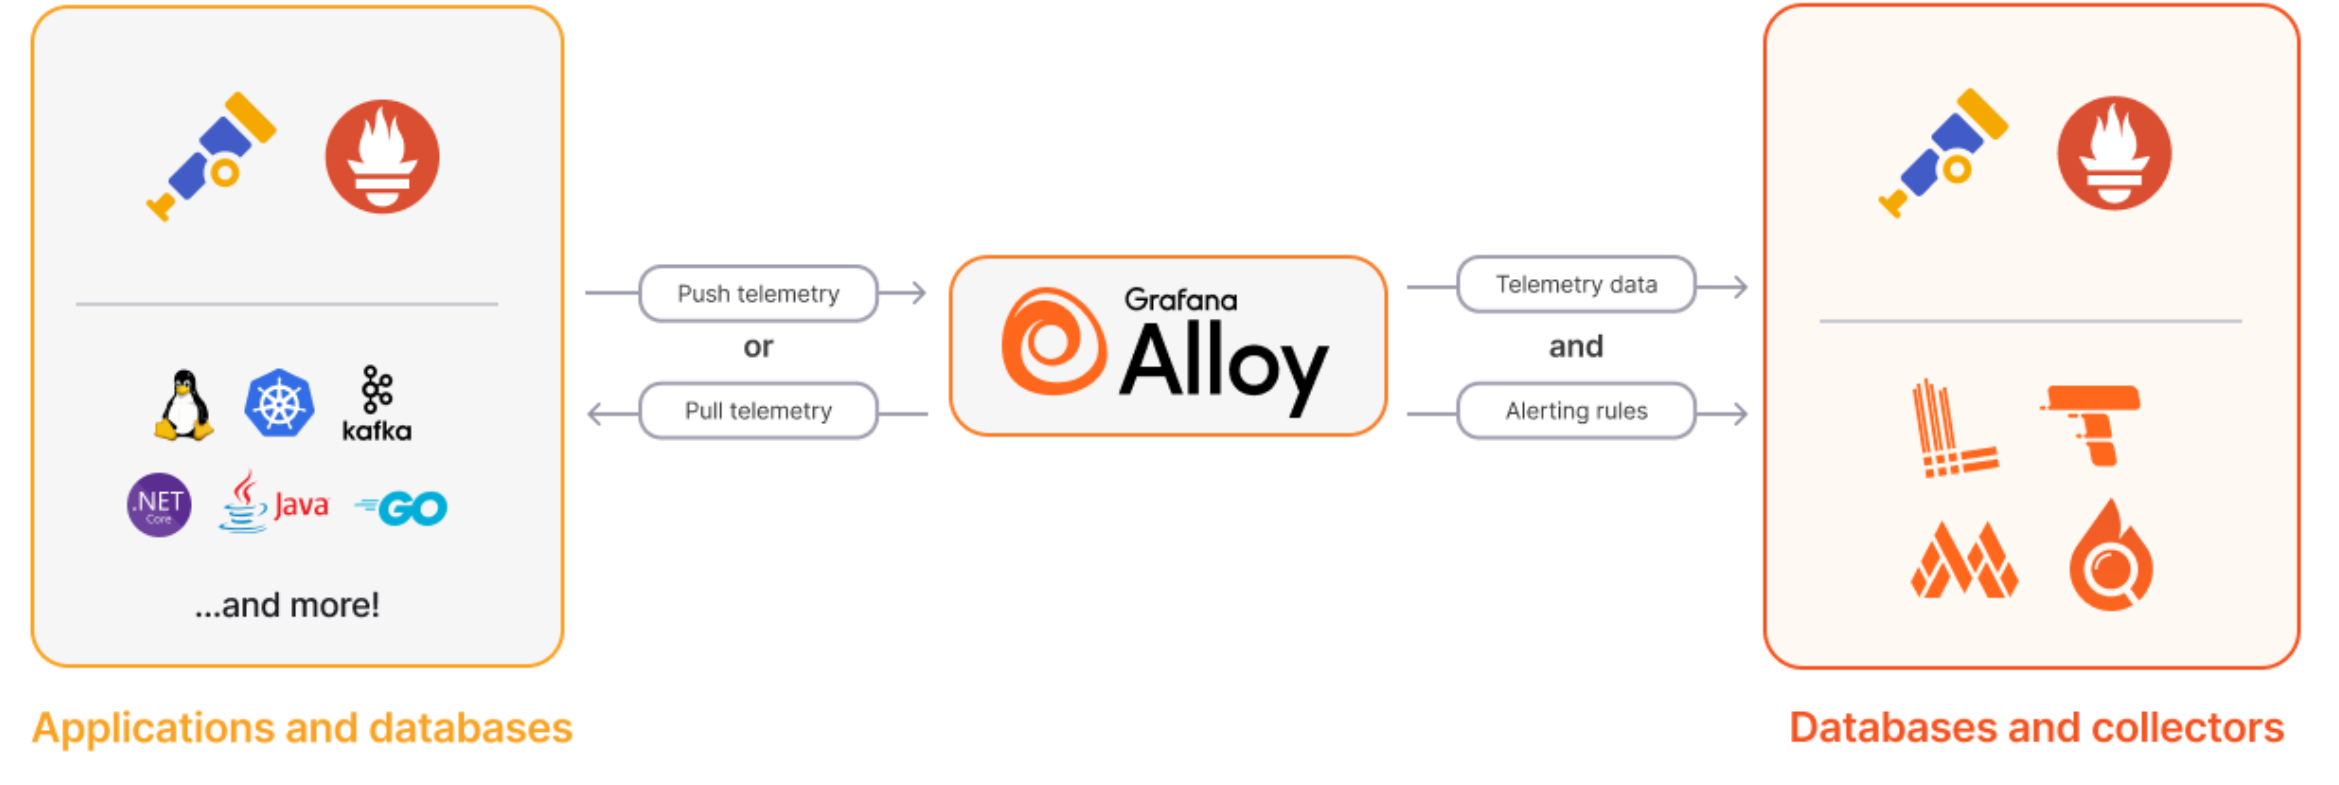 kafka
.NET
Core
Java
GO
...and more!
Applications and databases
Push telemetry
or
Pull telemetry
Grafana
Alloy
Telemetry data
and
Alerting rules
Databases and collectors